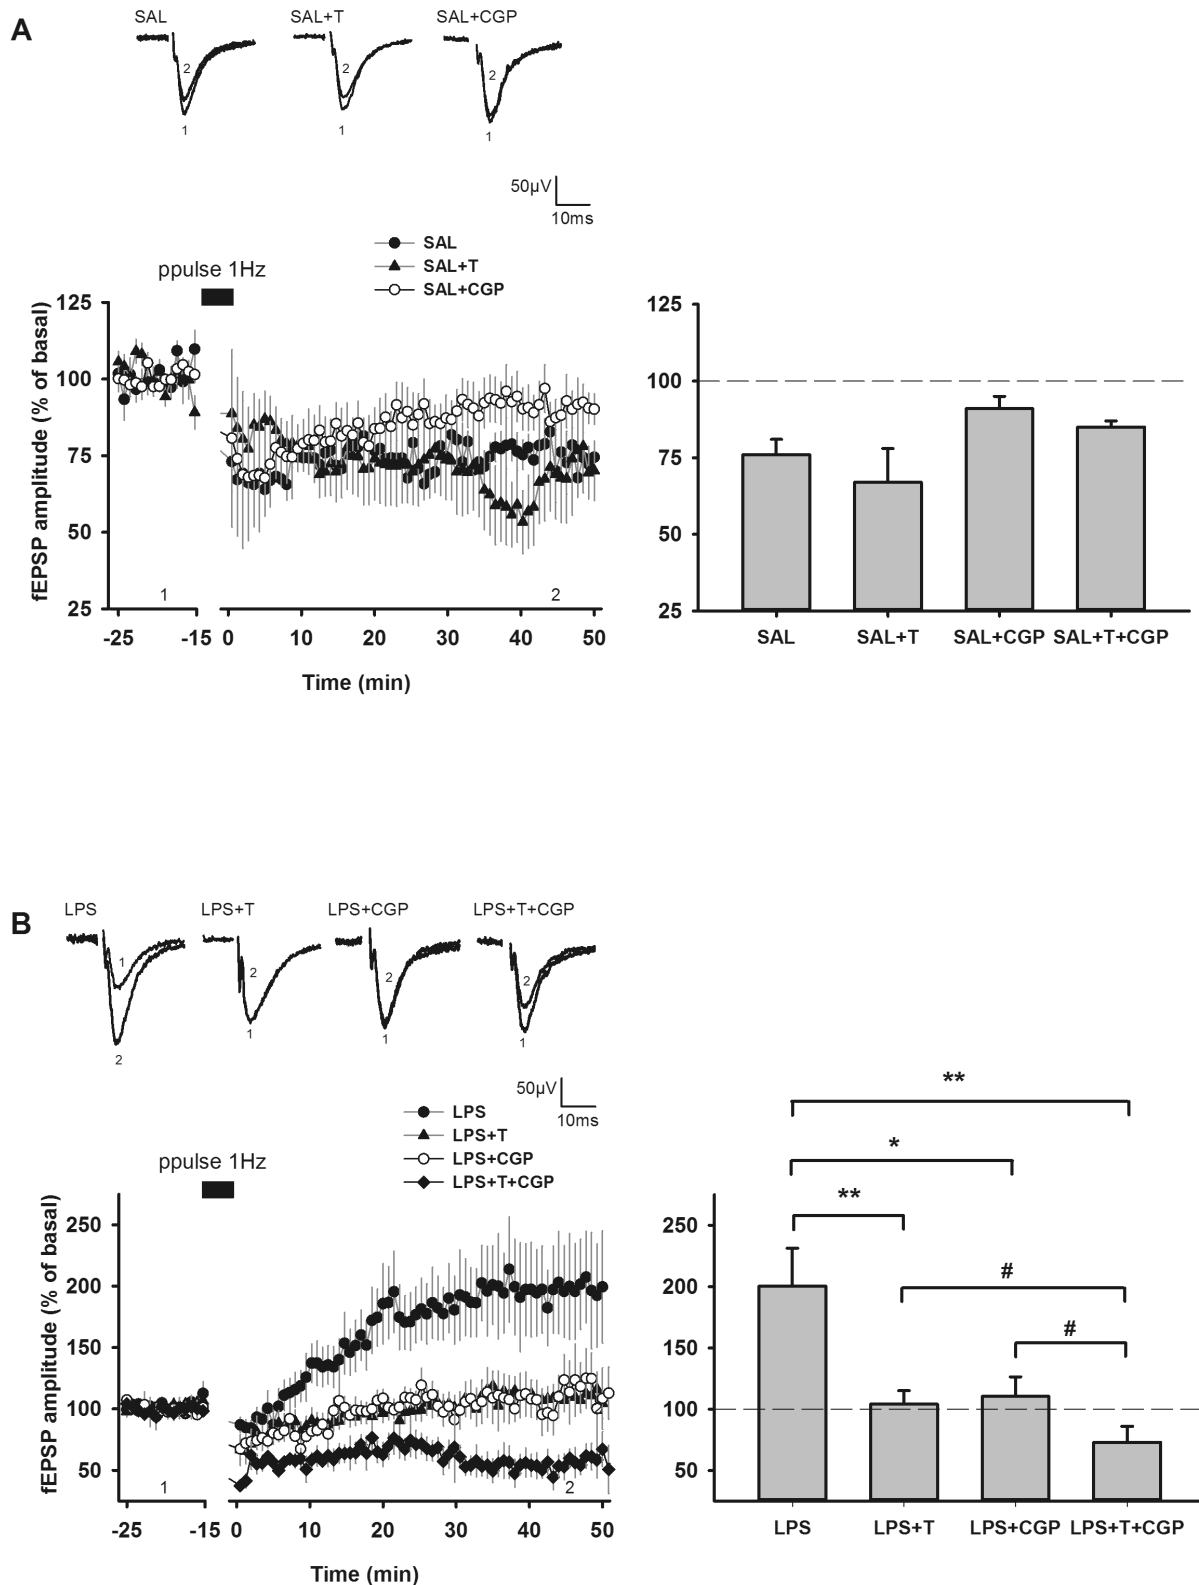 A
SAL SAL+T SAL+CGP
2 2 2
1 1 1
50µV
10ms
SAL
SAL+T
SAL+CGP
ppulse 1Hz
fEPSP amplitude (% of basal)
125
100
75
50
25
1 2
-25 -15 0 10 20 30 40 50
Time (min)
125
100
75
50
25
SAL SAL+T SAL+CGP SAL+T+CGP
B
LPS LPS+T LPS+CGP LPS+T+CGP
1 2 2 2
2 1 1 1
50µV
10ms
LPS
LPS+T
LPS+CGP
LPS+T+CGP
ppulse 1Hz
fEPSP amplitude (% of basal)
250
200
150
100
50
1 2
-25 -15 0 10 20 30 40 50
Time (min)
**
*
**
#
#
250
200
150
100
50
LPS LPS+T LPS+CGP LPS+T+CGP